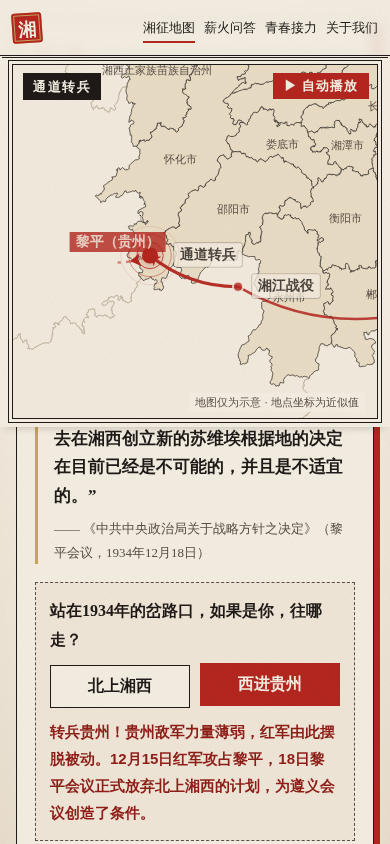 湘
湘征地图 薪火问答 青春接力 关于我们
通道转兵
湘西土家族苗族自治州
▶ 自动播放
长
娄底市
湘潭市
怀化市
邵阳市
衡阳市
黎平（贵州）
通道转兵
湘江战役
永州市
郴
地图仅为示意 · 地点坐标为近似值
去在湘西创立新的苏维埃根据地的决定
在目前已经是不可能的，并且是不适宜
的。”
—— 《中共中央政治局关于战略方针之决定》（黎
平会议，1934年12月18日）
站在1934年的岔路口，如果是你，往哪
走？
北上湘西
西进贵州
转兵贵州！贵州敌军力量薄弱，红军由此摆
脱被动。12月15日红军攻占黎平，18日黎
平会议正式放弃北上湘西的计划，为遵义会
议创造了条件。